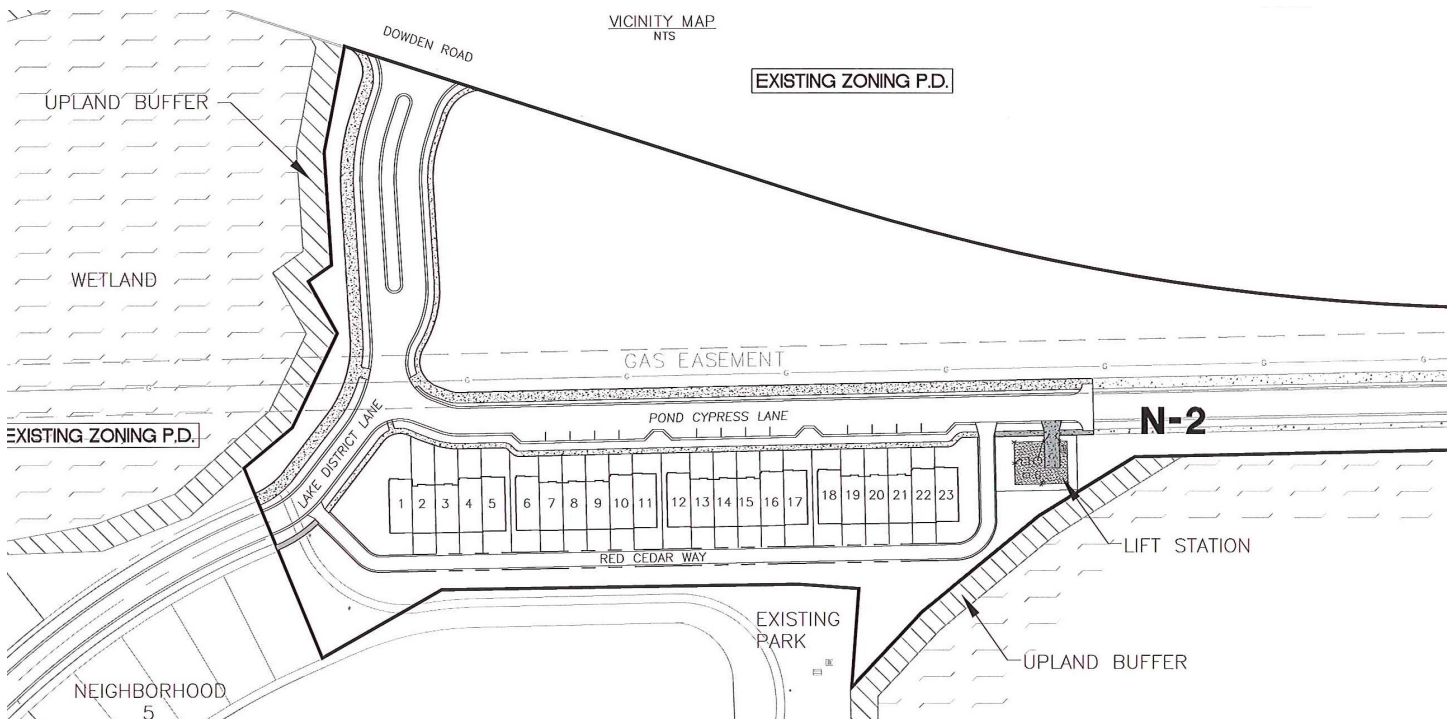 VICINITY MAP
NTS
DOWDEN ROAD
EXISTING ZONING P.D.
UPLAND BUFFER
WETLAND
GAS EASEMENT
G G G G G G G
POND CYPRESS LANE
N-2
EXISTING ZONING P.D.
LAKE DISTRICT LANE
1 2 3 4 5 6 7 8 9 10 11 12 13 14 15 16 17 18 19 20 21 22 23
LIFT STATION
RED CEDAR WAY
EXISTING
PARK
UPLAND BUFFER
NEIGHBORHOOD
5